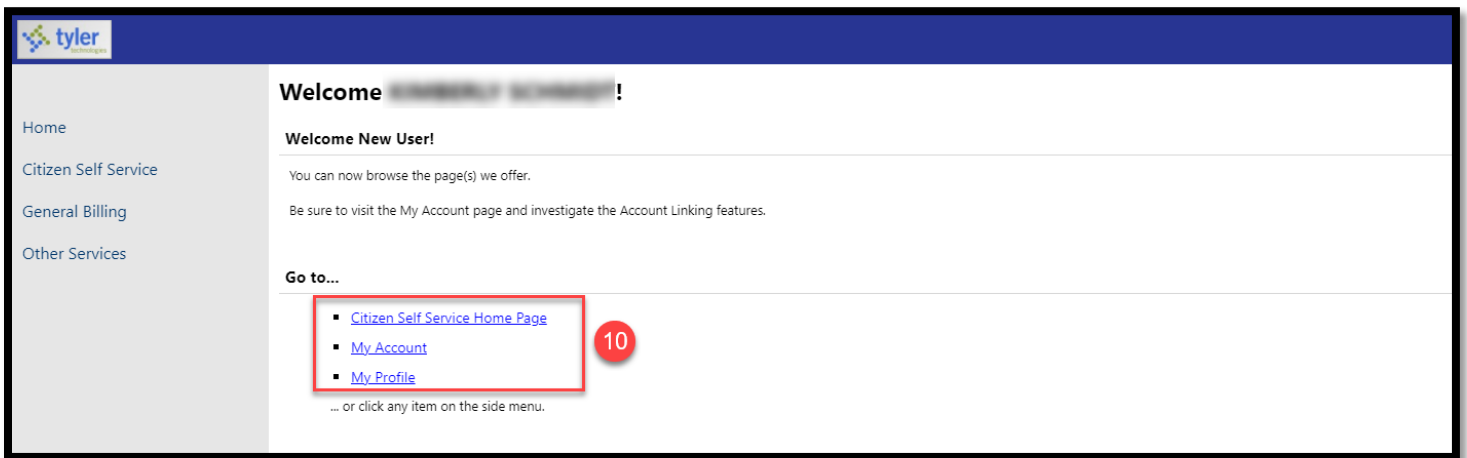 tyler
technologies
Welcome !
Home
Welcome New User!
Citizen Self Service
You can now browse the page(s) we offer.
General Billing
Be sure to visit the My Account page and investigate the Account Linking features.
Other Services
Go to...
▪ Citizen Self Service Home Page
10
▪ My Account
▪ My Profile
... or click any item on the side menu.